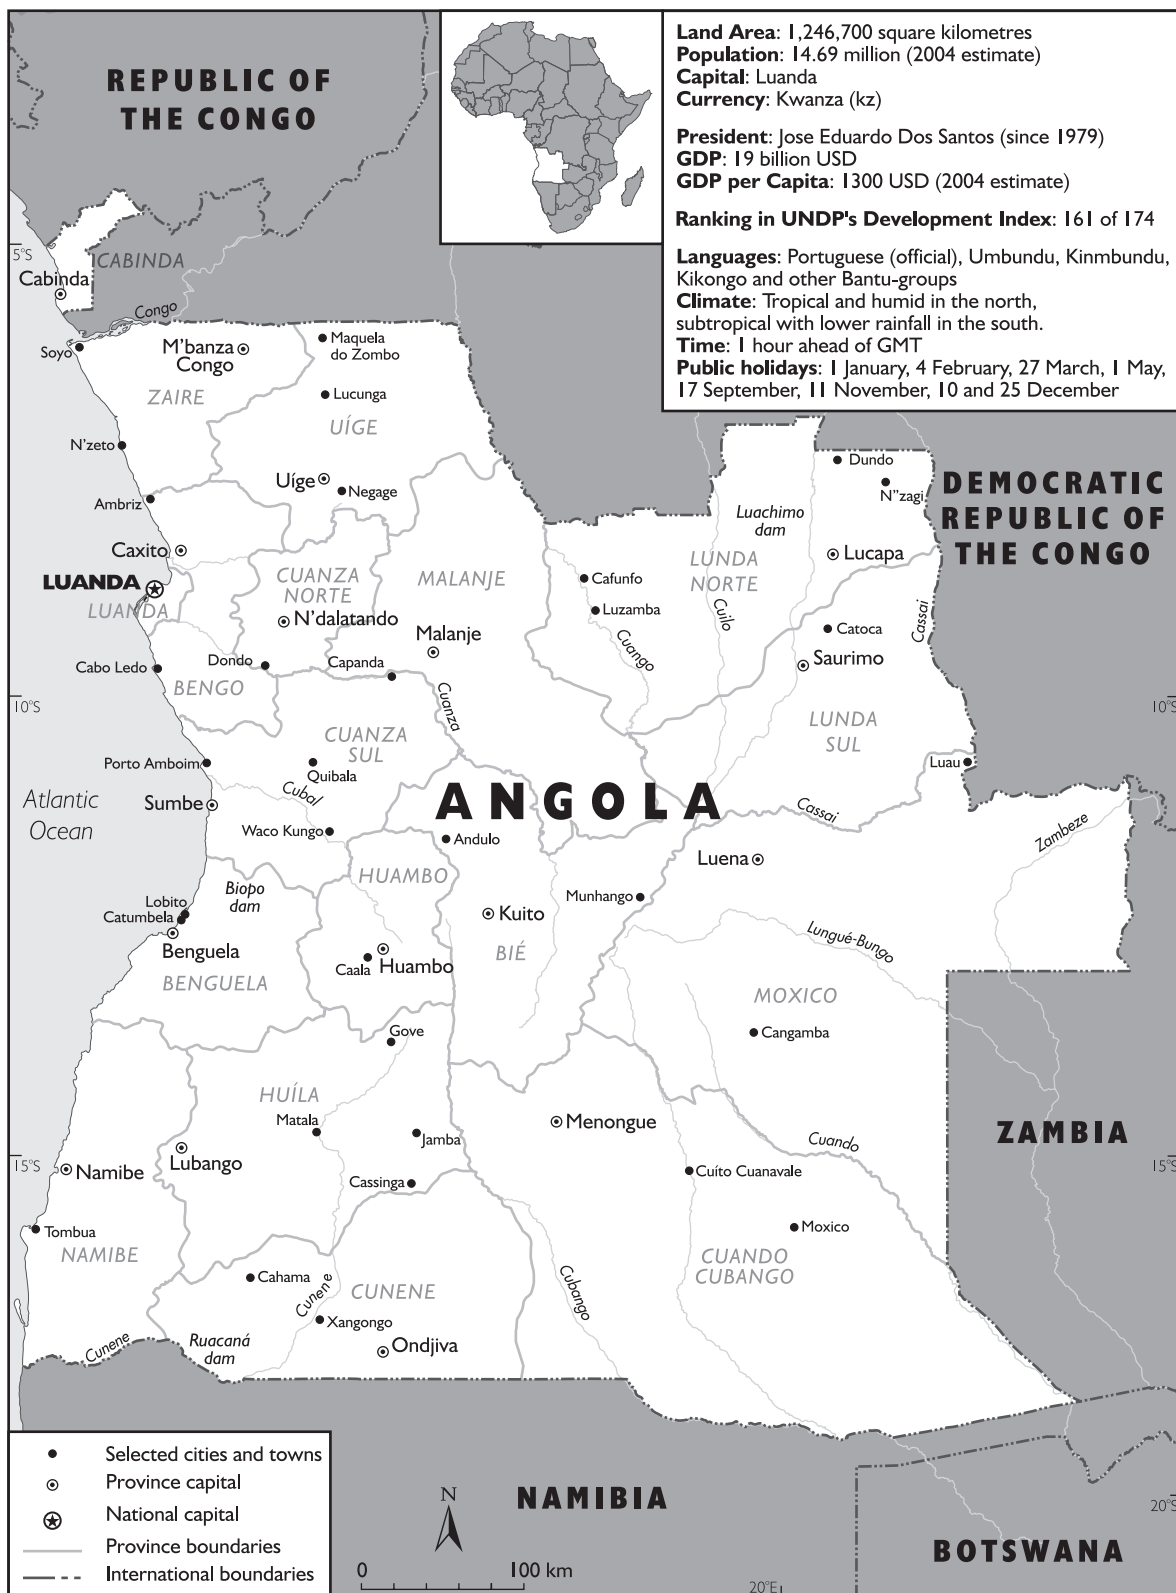 REPUBLIC OF
THE CONGO
Land Area: 1,246,700 square kilometres
Population: 14.69 million (2004 estimate)
Capital: Luanda
Currency: Kwanza (kz)
President: Jose Eduardo Dos Santos (since 1979)
GDP: 19 billion USD
GDP per Capita: 1300 USD (2004 estimate)
Ranking in UNDP's Development Index: 161 of 174
Languages: Portuguese (official), Umbundu, Kinmbundu,
Kikongo and other Bantu-groups
Climate: Tropical and humid in the north,
subtropical with lower rainfall in the south.
Time: 1 hour ahead of GMT
Public holidays: 1 January, 4 February, 27 March, 1 May,
17 September, 11 November, 10 and 25 December
5°S
CABINDA
Cabinda
Congo
Soyo
M'banza
Congo
Maquela
do Zombo
ZAIRE
Lucunga
UÍGE
N'zeto
Uíge
Negage
Ambriz
Dundo
N''zagi
DEMOCRATIC
REPUBLIC OF
THE CONGO
Luachimo
dam
Caxito
Lucapa
LUNDA
NORTE
LUANDA
LUANDA
CUANZA
NORTE
MALANJE
Cafunfo
Luzamba
N'dalatando
Cuilo
Cassai
Catoca
Malanje
Cuango
Saurimo
Cabo Ledo
Dondo
Capanda
BENGO
Cuanza
10°S
10°S
CUANZA
SUL
LUNDA
SUL
Porto Amboim
Quibala
Luau
Atlantic
Ocean
Sumbe
Cubal
ANGOLA
Cassai
Zambeze
Waco Kungo
Andulo
Luena
HUAMBO
Biopo
dam
Munhango
Lobito
Catumbela
Kuito
Lungué-Bungo
Benguela
BENGUELA
Caala
Huambo
BIÉ
MOXICO
Gove
Cangamba
HUÍLA
Matala
Jamba
Menongue
ZAMBIA
Cuando
15°S
15°S
Namibe
Lubango
Cassinga
Cuíto Cuanavale
Tombua
Moxico
NAMIBE
CUANDO
CUBANGO
Cahama
Cunene
CUNENE
Cubango
Xangongo
Cunene
Ruacaná
dam
Ondjiva
Selected cities and towns
Province capital
National capital
Province boundaries
International boundaries
N
0
100 km
NAMIBIA
20°S
BOTSWANA
20°E